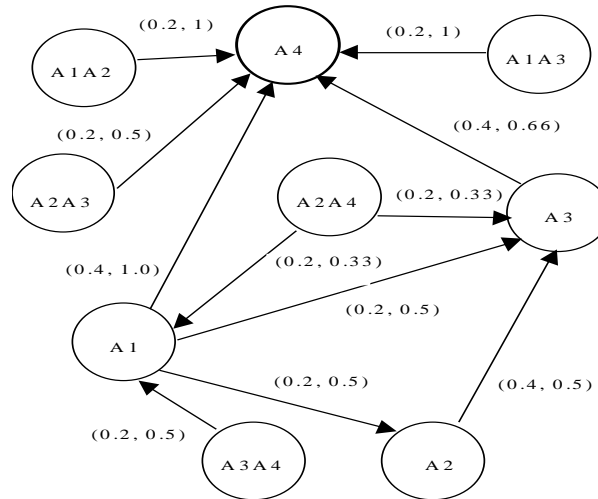 (0.2, 1)
(0.2, 1)
A4
A1A2
A1A3
(0.2, 0.5)
(0.4, 0.66)
A2A3
A2A4
(0.2, 0.33)
A3
(0.4, 1.0)
(0.2, 0.33)
(0.2, 0.5)
A1
(0.2, 0.5)
(0.4, 0.5)
(0.2, 0.5)
A3A4
A2